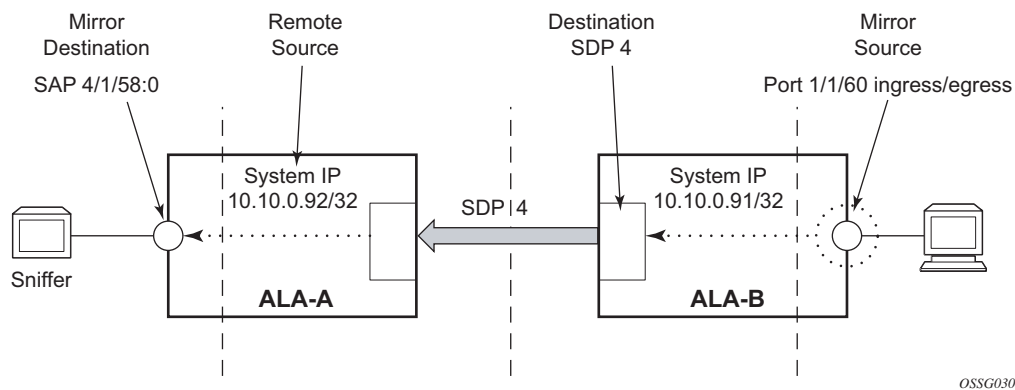 Mirror
Destination
SAP 4/1/58:0
Remote
Source
Destination
SDP 4
Mirror
Source
Port 1/1/60 ingress/egress
System IP
10.10.0.92/32
SDP 4
System IP
10.10.0.91/32
Sniffer
ALA-A
ALA-B
OSSG030